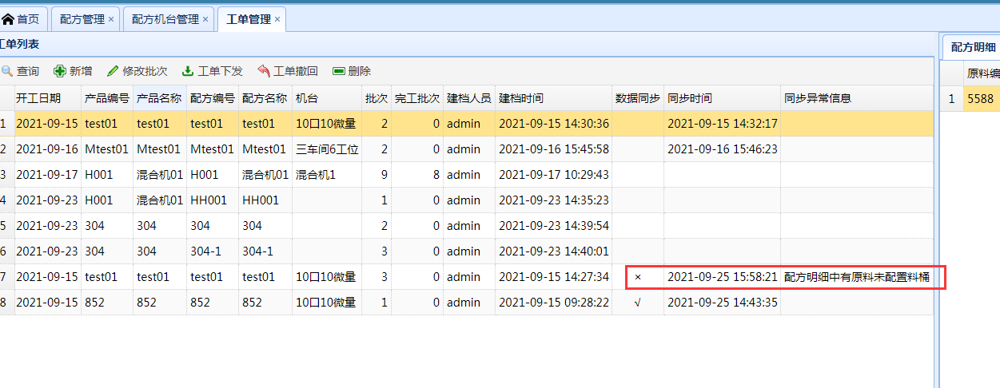 首页 配方管理 × 配方机台管理 × 工单管理 ×
工单列表 配方明细
查询 新增 修改批次 工单下发 工单撤回 删除
开工日期 产品编号 产品名称 配方编号 配方名称 机台 批次 完工批次 建档人员 建档时间 数据同步 同步时间 同步异常信息 原料编
1 2021-09-15 test01 test01 test01 test01 10口10微量 2 0 admin 2021-09-15 14:30:36 2021-09-15 14:32:17 1 5588
2 2021-09-16 Mtest01 Mtest01 Mtest01 Mtest01 三车间6工位 2 0 admin 2021-09-16 15:45:58 2021-09-16 15:46:23
3 2021-09-17 H001 混合机01 H001 混合机01 混合机1 9 8 admin 2021-09-17 10:29:43
4 2021-09-23 H001 混合机01 HH001 HH001 1 0 admin 2021-09-23 14:35:23
5 2021-09-23 304 304 304 304 2 0 admin 2021-09-23 14:39:54
6 2021-09-23 304 304 304-1 304-1 3 0 admin 2021-09-23 14:40:01
7 2021-09-15 test01 test01 test01 test01 10口10微量 3 0 admin 2021-09-15 14:27:34 × 2021-09-25 15:58:21 配方明细中有原料未配置料桶
8 2021-09-15 852 852 852 852 10口10微量 1 0 admin 2021-09-15 09:28:22 √ 2021-09-25 14:43:35